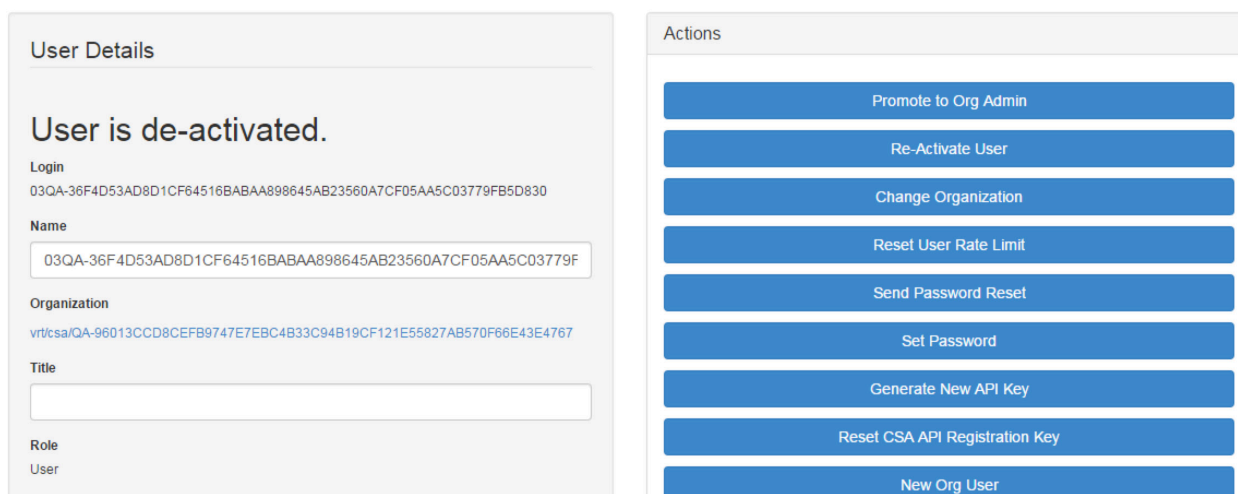 User Details
User is de-activated.
Login
03QA-36F4D53AD8D1CF64516BABAA898645AB23560A7CF05AA5C03779FB5D830
Name
03QA-36F4D53AD8D1CF64516BABAA898645AB23560A7CF05AA5C03779F
Organization
vrt/csa/QA-96013CCD8CEFB9747E7EBC4B33C94B19CF121E55827AB570F66E43E4767
Title
Role
User
Actions
Promote to Org Admin
Re-Activate User
Change Organization
Reset User Rate Limit
Send Password Reset
Set Password
Generate New API Key
Reset CSA API Registration Key
New Org User